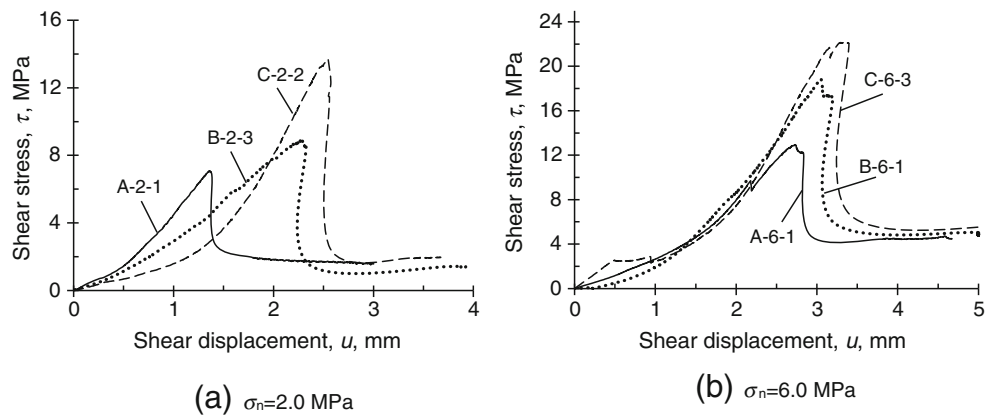 16
12
8
4
0
0
1
2
3
4
Shear stress, τ, MPa
Shear displacement, u, mm
A-2-1
B-2-3
C-2-2
(a) σn=2.0 MPa
24
20
16
12
8
4
0
0
1
2
3
4
5
Shear stress, τ, MPa
Shear displacement, u, mm
C-6-3
B-6-1
A-6-1
(b) σn=6.0 MPa